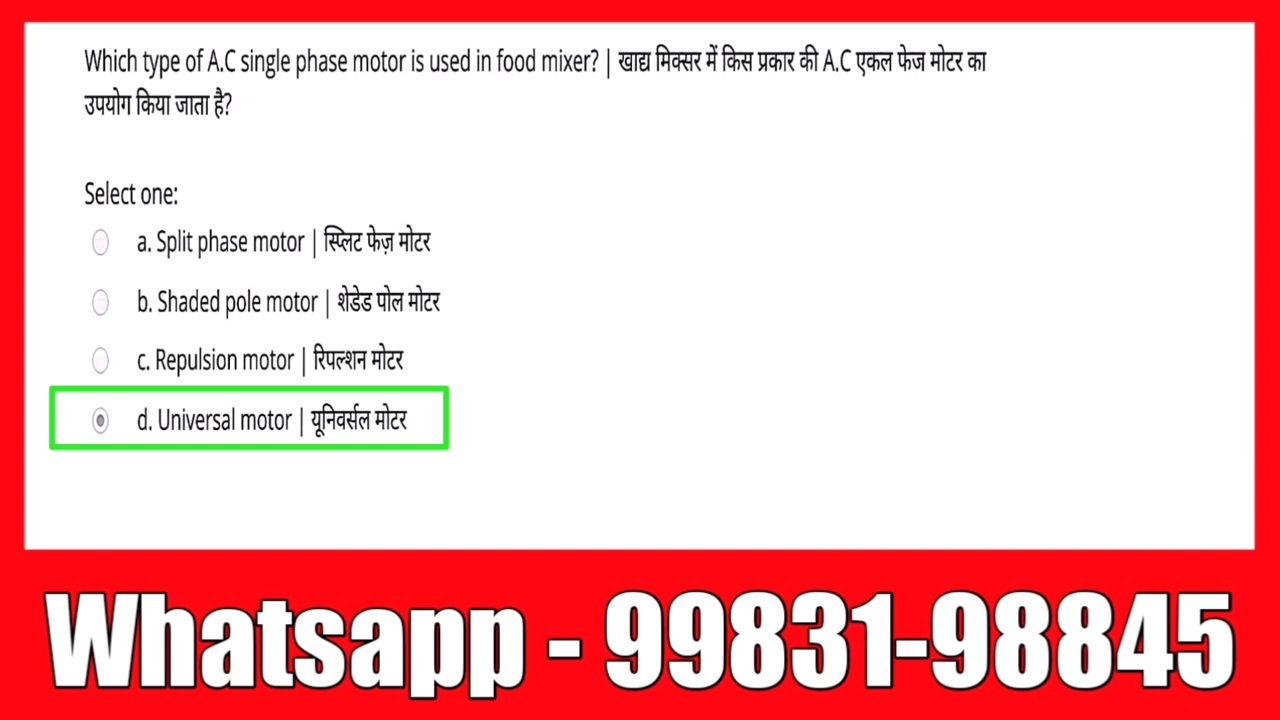 Which type of A.C single phase motor is used in food mixer? | खाद्य मिक्सर में किस प्रकार की A.C एकल फेज मोटर का
उपयोग किया जाता है?
Select one:
a. Split phase motor | स्प्लिट फेज़ मोटर
b. Shaded pole motor | शेडेड पोल मोटर
c. Repulsion motor | रिपल्शन मोटर
d. Universal motor | यूनिवर्सल मोटर
Whatsapp - 99831-98845